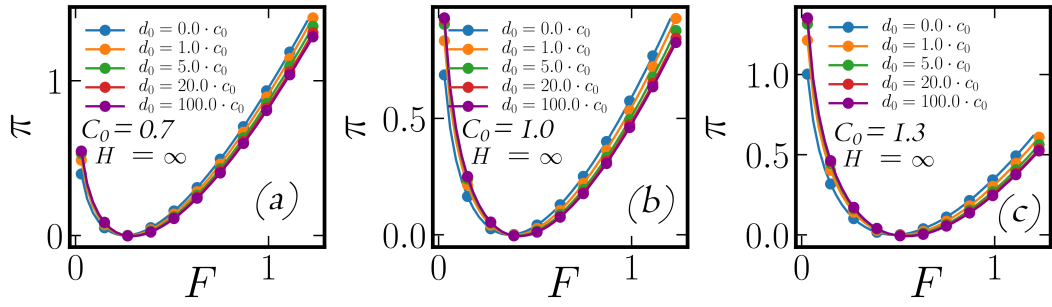 π
1
0
d₀ = 0.0 · c₀
d₀ = 1.0 · c₀
d₀ = 5.0 · c₀
d₀ = 20.0 · c₀
d₀ = 100.0 · c₀
C₀ = 0.7
H = ∞
(a)
0
1
F
π
0.5
0.0
d₀ = 0.0 · c₀
d₀ = 1.0 · c₀
d₀ = 5.0 · c₀
d₀ = 20.0 · c₀
d₀ = 100.0 · c₀
C₀ = 1.0
H = ∞
(b)
0
1
F
π
1.0
0.5
0.0
d₀ = 0.0 · c₀
d₀ = 1.0 · c₀
d₀ = 5.0 · c₀
d₀ = 20.0 · c₀
d₀ = 100.0 · c₀
C₀ = 1.3
H = ∞
(c)
0
1
F